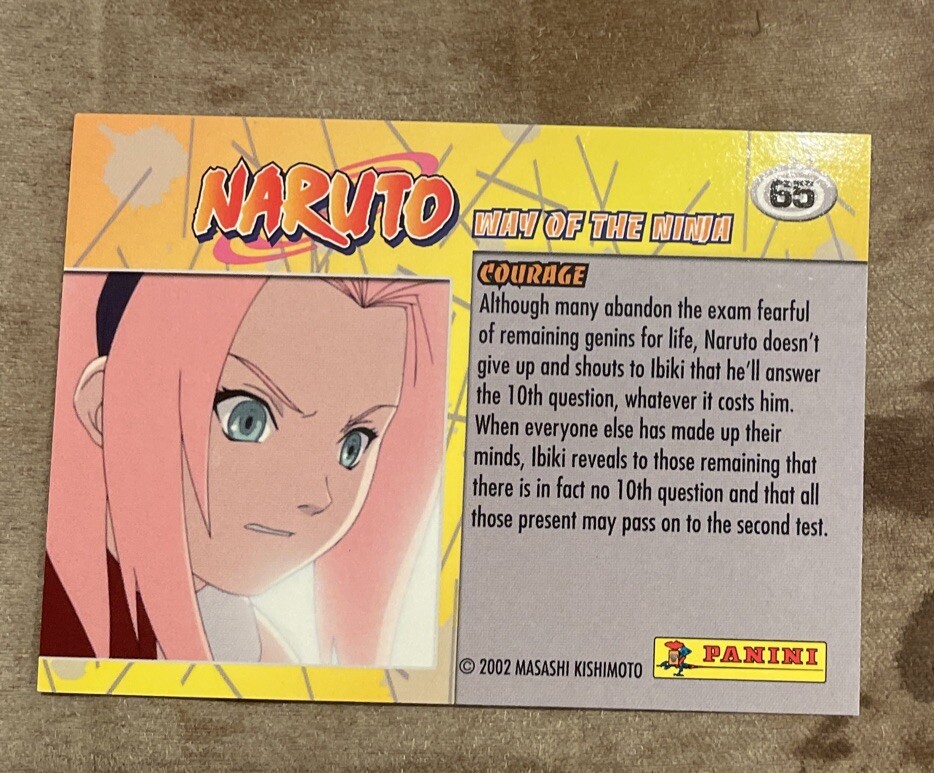 NARUTO
WAY OF THE NINJA
65
COURAGE
Although many abandon the exam fearful
of remaining genins for life, Naruto doesn't
give up and shouts to Ibiki that he'll answer
the 10th question, whatever it costs him.
When everyone else has made up their
minds, Ibiki reveals to those remaining that
there is in fact no 10th question and that all
those present may pass on to the second test.
© 2002 MASASHI KISHIMOTO
PANINI